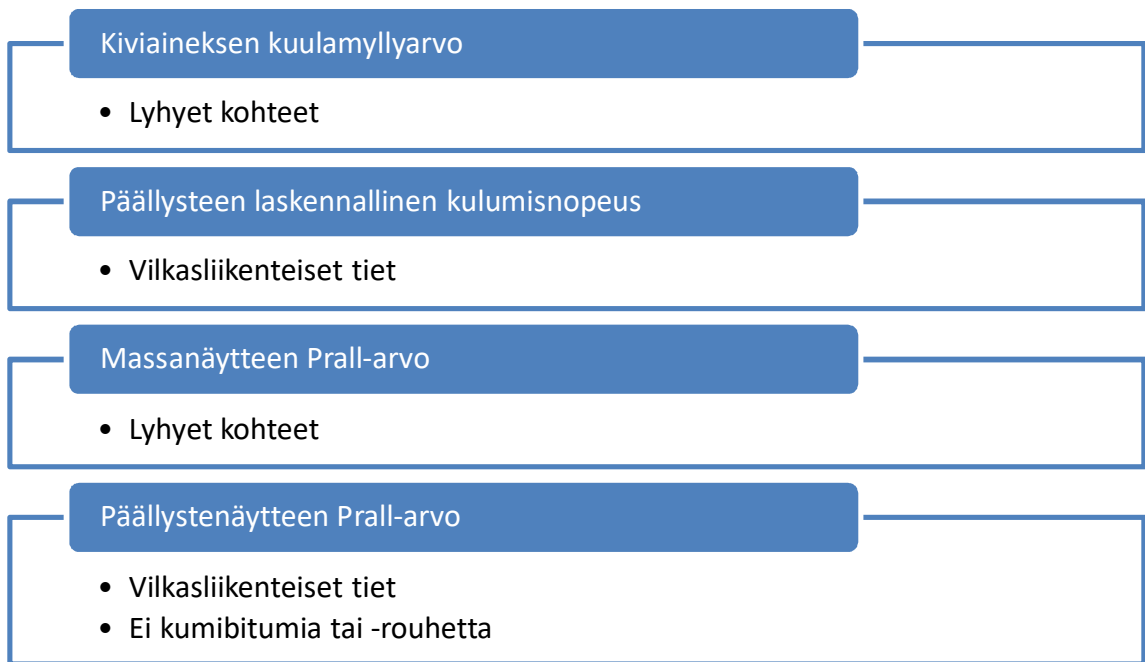 Kiviaineksen kuulamyllyarvo
• Lyhyet kohteet
Päällysteen laskennallinen kulumisnopeus
• Vilkasliikenteiset tiet
Massanäytteen Prall-arvo
• Lyhyet kohteet
Päällystenäytteen Prall-arvo
• Vilkasliikenteiset tiet
• Ei kumibitumia tai -rouhetta